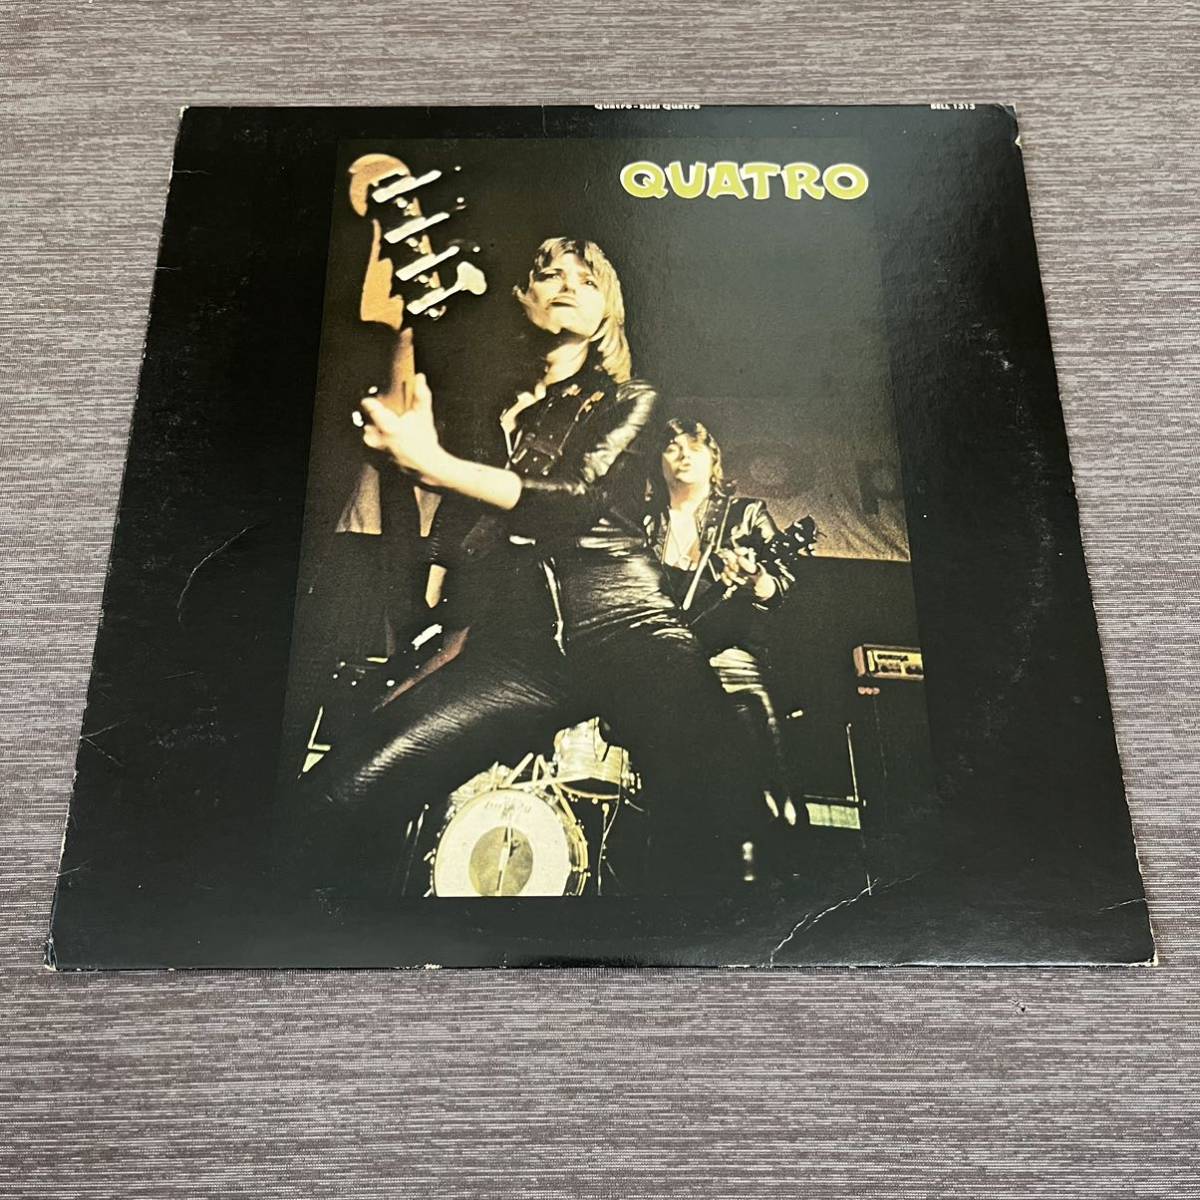 Quatro - Suzi Quatro
BELL 1313
QUATRO